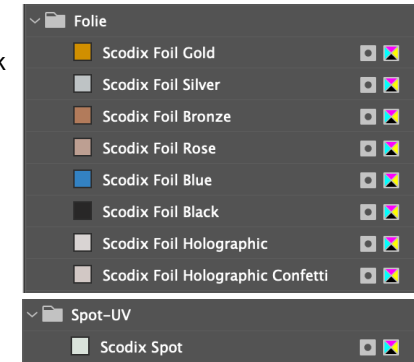 Folie
k
Scodix Foil Gold
Scodix Foil Silver
Scodix Foil Bronze
Scodix Foil Rose
Scodix Foil Blue
Scodix Foil Black
Scodix Foil Holographic
Scodix Foil Holographic Confetti
Spot-UV
Scodix Spot